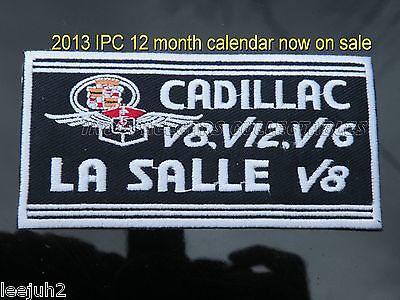 2013 IPC 12 month calendar now on sale
CADILLAC
V8, V12, V16
LA SALLE V8
leejuh2